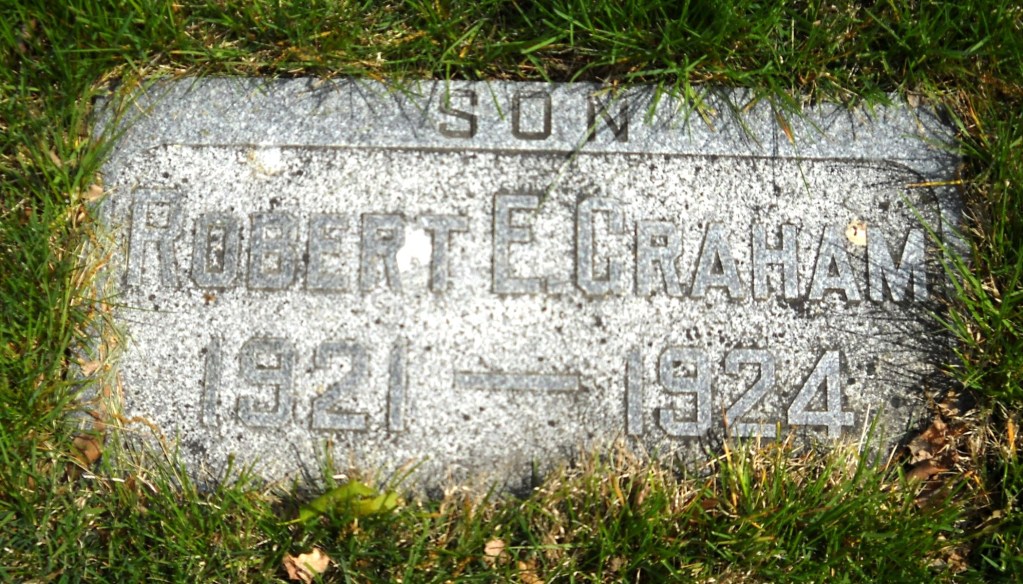 SON
ROBERT E. GRAHAM
1921 — 1924